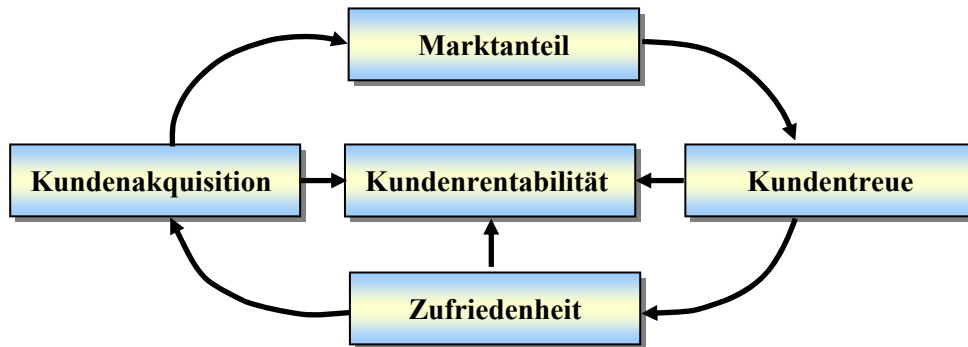 Marktanteil
Kundenakquisition
Kundenrentabilität
Kundentreue
Zufriedenheit